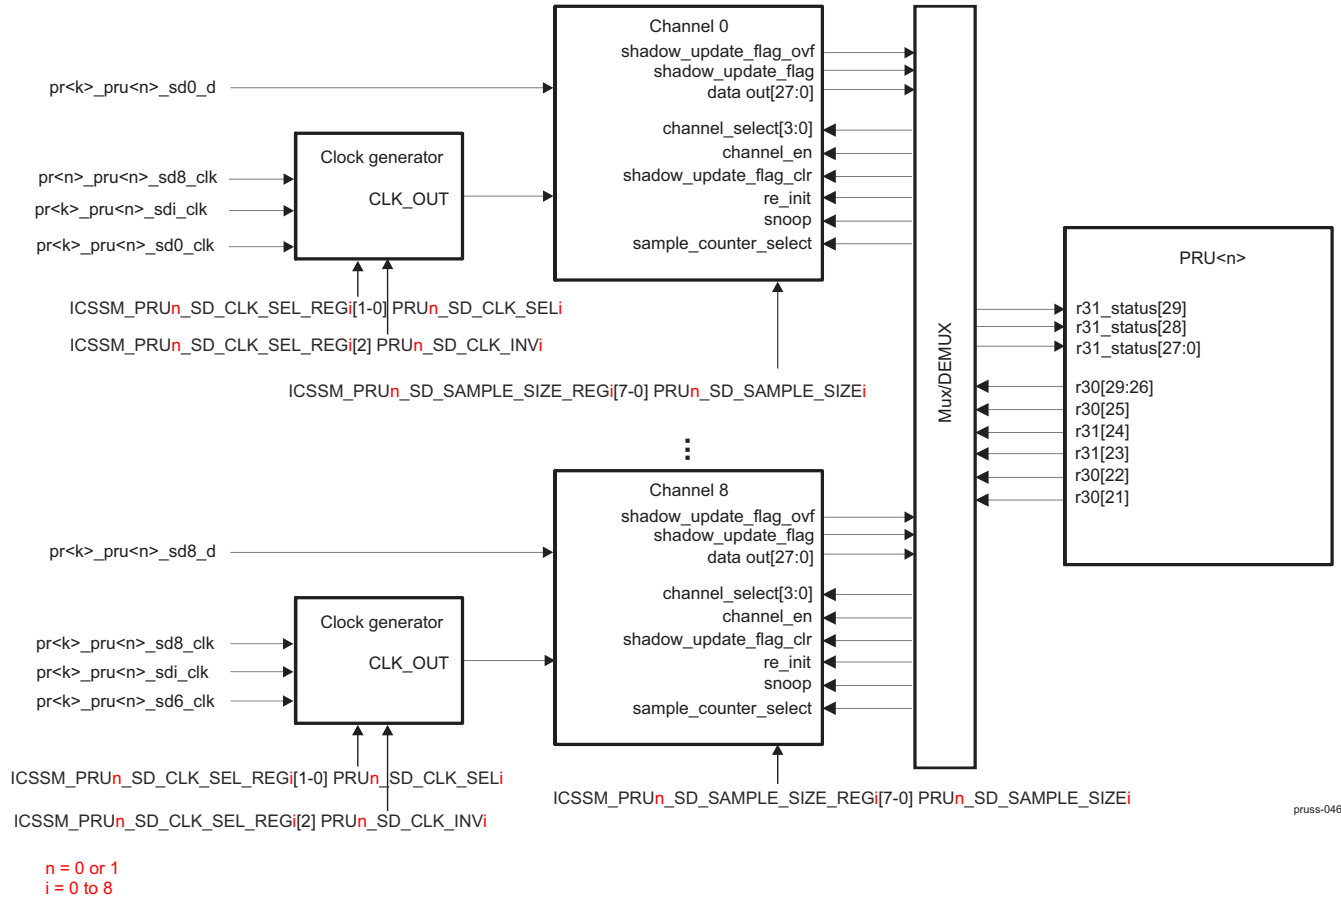 Channel 0
shadow_update_flag_ovf
shadow_update_flag
data out[27:0]
channel_select[3:0]
channel_en
shadow_update_flag_clr
re_init
snoop
sample_counter_select
pr<k>_pru<n>_sd0_d
Clock generator
CLK_OUT
pr<n>_pru<n>_sd8_clk
pr<k>_pru<n>_sdi_clk
pr<k>_pru<n>_sd0_clk
ICSSM_PRUn_SD_CLK_SEL_REGi[1-0] PRUn_SD_CLK_SELi
ICSSM_PRUn_SD_CLK_SEL_REGi[2] PRUn_SD_CLK_INVi
ICSSM_PRUn_SD_SAMPLE_SIZE_REGi[7-0] PRUn_SD_SAMPLE_SIZEi
Mux/DEMUX
PRU<n>
r31_status[29]
r31_status[28]
r31_status[27:0]
r30[29:26]
r30[25]
r31[24]
r31[23]
r30[22]
r30[21]
...
Channel 8
shadow_update_flag_ovf
shadow_update_flag
data out[27:0]
channel_select[3:0]
channel_en
shadow_update_flag_clr
re_init
snoop
sample_counter_select
pr<k>_pru<n>_sd8_d
Clock generator
CLK_OUT
pr<k>_pru<n>_sd8_clk
pr<k>_pru<n>_sdi_clk
pr<k>_pru<n>_sd6_clk
ICSSM_PRUn_SD_CLK_SEL_REGi[1-0] PRUn_SD_CLK_SELi
ICSSM_PRUn_SD_CLK_SEL_REGi[2] PRUn_SD_CLK_INVi
ICSSM_PRUn_SD_SAMPLE_SIZE_REGi[7-0] PRUn_SD_SAMPLE_SIZEi
pruss-046
n = 0 or 1
i = 0 to 8